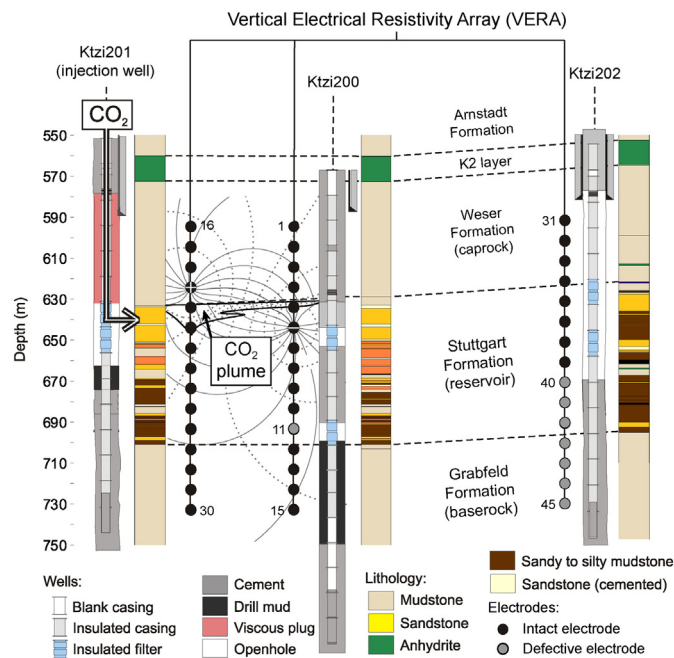 Vertical Electrical Resistivity Array (VERA)
Ktzi201
(injection well)
Ktzi200
Ktzi202
CO2
Arnstadt
Formation
K2 layer
Weser
Formation
(caprock)
Stuttgart
Formation
(reservoir)
Grabfeld
Formation
(baserock)
Depth (m)
550
570
590
610
630
650
670
690
710
730
750
16
30
1
11
15
31
40
45
CO2
plume
Wells:
Blank casing
Insulated casing
Insulated filter
Cement
Drill mud
Viscous plug
Openhole
Lithology:
Mudstone
Sandstone
Anhydrite
Sandy to silty mudstone
Sandstone (cemented)
Electrodes:
Intact electrode
Defective electrode